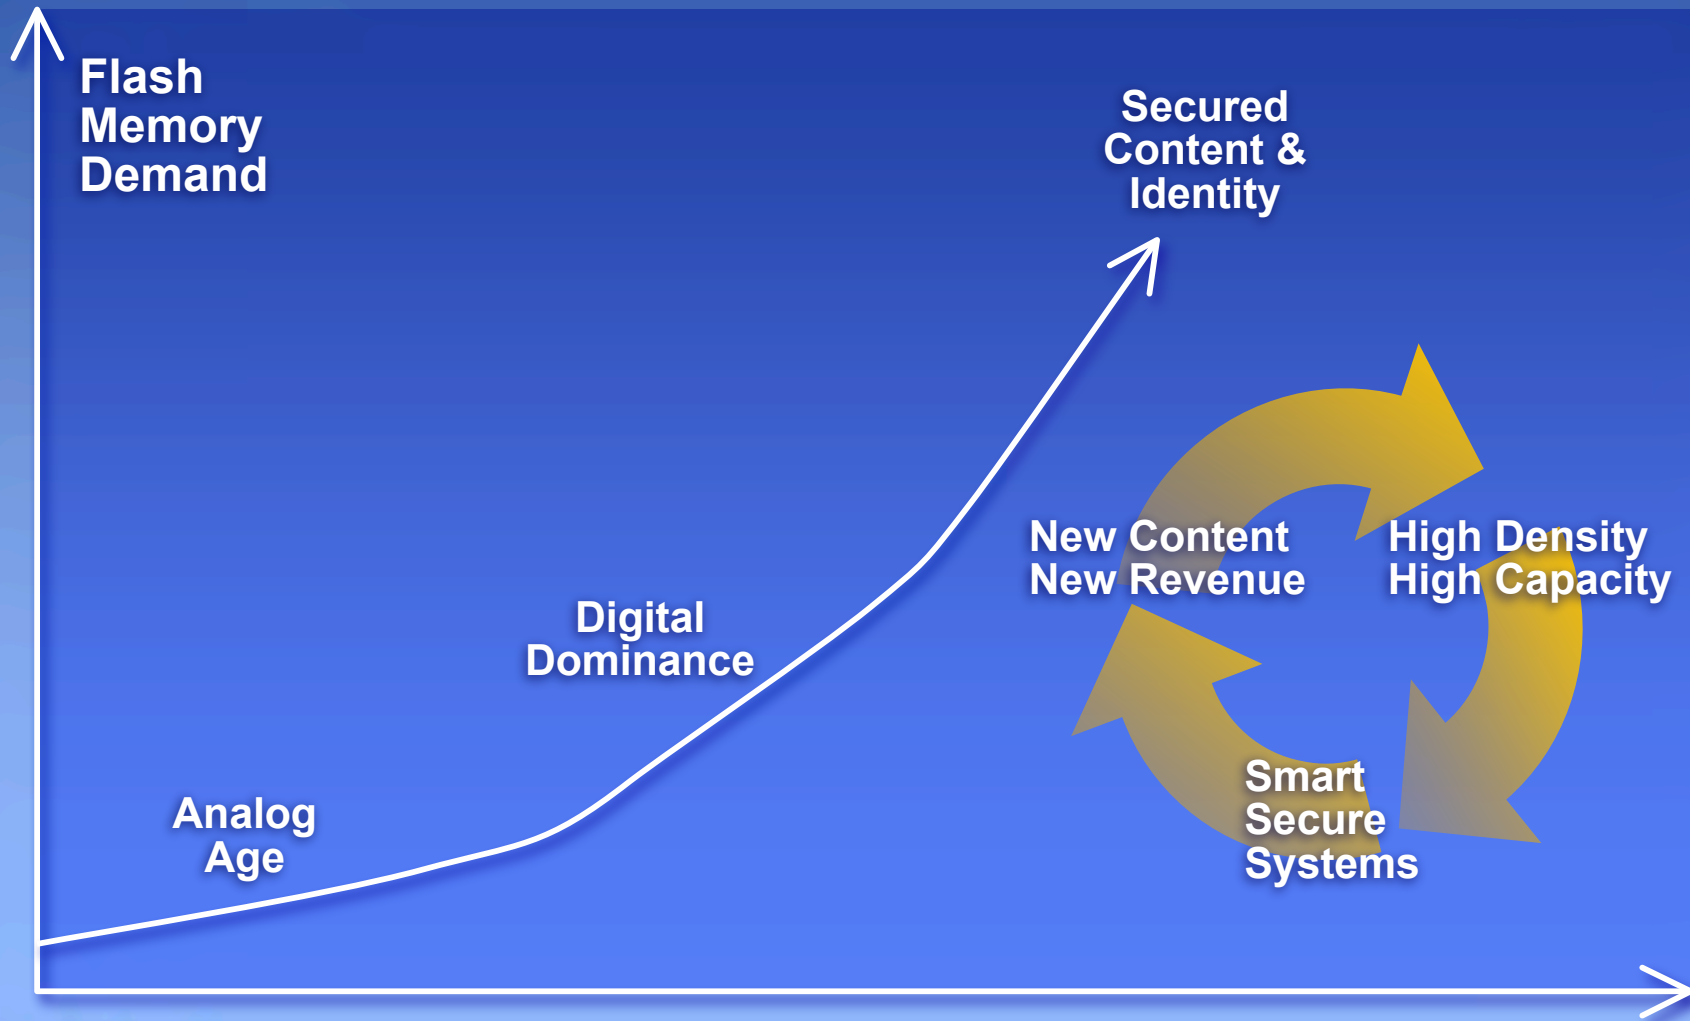 Flash
Memory
Demand
Secured
Content &
Identity
New Content
New Revenue
High Density
High Capacity
Digital
Dominance
Smart
Secure
Systems
Analog
Age